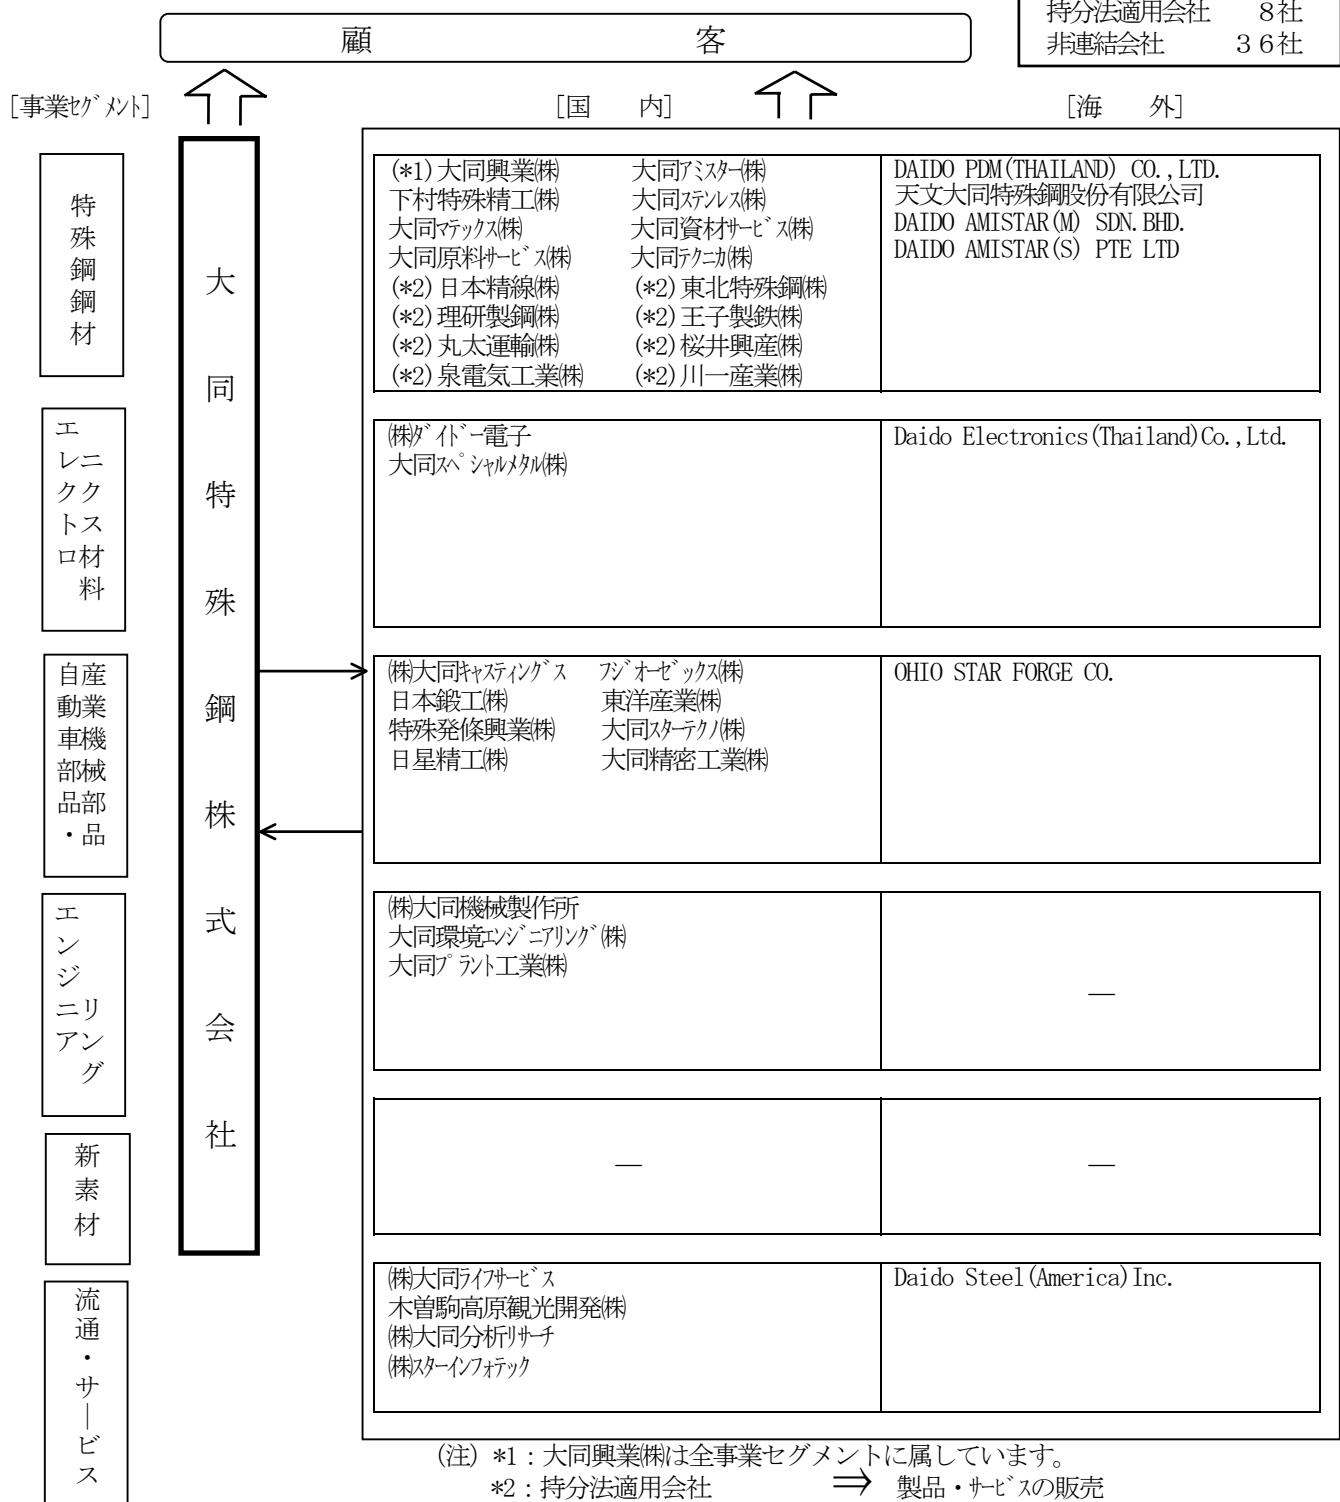 持分法適用会社 8社
非連結会社 36社
顧 客
[事業セグメント]
[国 内]
[海 外]
大同特殊鋼株式会社
特殊鋼鋼材
(*1)大同興業㈱ 大同アミスター㈱
下村特殊精工㈱ 大同ステンレス㈱
大同マテックス㈱ 大同資材サービス㈱
大同原料サービス㈱ 大同テクニカ㈱
(*2)日本精線㈱ (*2)東北特殊鋼㈱
(*2)理研製鋼㈱ (*2)王子製鉄㈱
(*2)丸太運輸㈱ (*2)桜井興産㈱
(*2)泉電気工業㈱ (*2)川一産業㈱
DAIDO PDM(THAILAND) CO.,LTD.
天文大同特殊鋼股份有限公司
DAIDO AMISTAR(M) SDN.BHD.
DAIDO AMISTAR(S) PTE LTD
エレクトロ
ニクス材料
㈱ダイドー電子
大同スペシャルメタル㈱
Daido Electronics(Thailand)Co.,Ltd.
自動車部品・
産業機械部品
㈱大同キャスティングス フジオーゼックス㈱
日本鍛工㈱ 東洋産業㈱
特殊発條興業㈱ 大同スターテクノ㈱
日星精工㈱ 大同精密工業㈱
OHIO STAR FORGE CO.
エンジニア
リング
㈱大同機械製作所
大同環境エンジニアリング㈱
大同プラント工業㈱
―
新素材
―
―
流通・サービス
㈱大同ライフサービス
木曽駒高原観光開発㈱
㈱大同分析リサーチ
㈱スターインフォテック
Daido Steel(America)Inc.
(注) *1：大同興業㈱は全事業セグメントに属しています。
*2：持分法適用会社 ⇒ 製品・サービスの販売